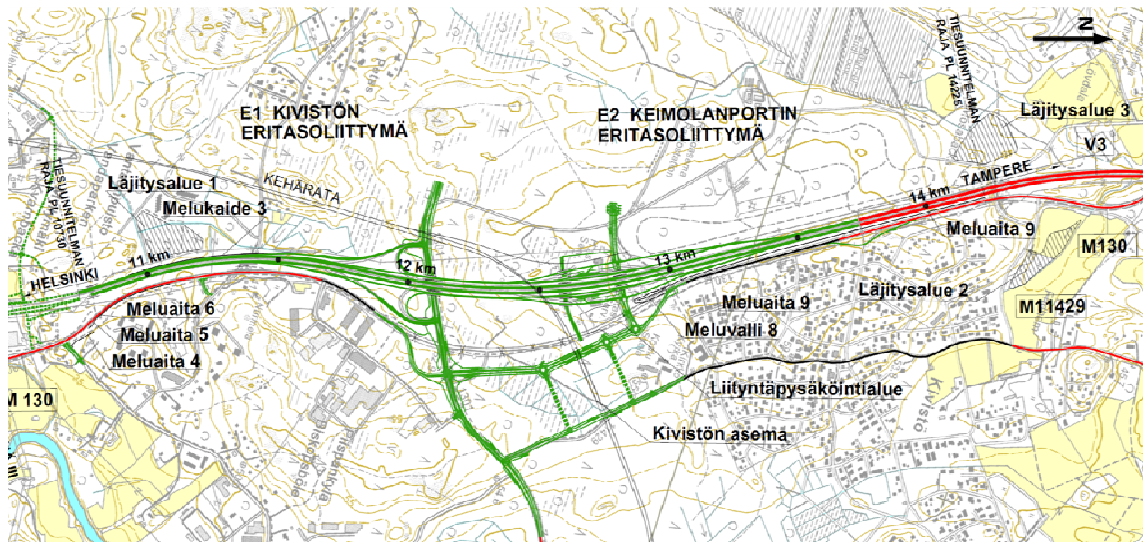 N
E1 KIVISTÖN
ERITASOLIITTYMÄ
E2 KEIMOLANPORTIN
ERITASOLIITTYMÄ
TIESUUNNITELMAN
RAJA PL 14225
Läjitysalue 3
V3
TIESUUNNITELMAN
RAJA PL 10730
Läjitysalue 1
Melukaide 3
KEHÄRATA
14 km
TAMPERE
HELSINKI
11 km
12 km
13 km
Meluaita 9
M130
Meluaita 6
Meluaita 5
Meluaita 4
Meluaita 9
Läjitysalue 2
M11429
Meluvalli 8
Liityntäpysäköintialue
M 130
KIVISTÖ
Kivistön asema